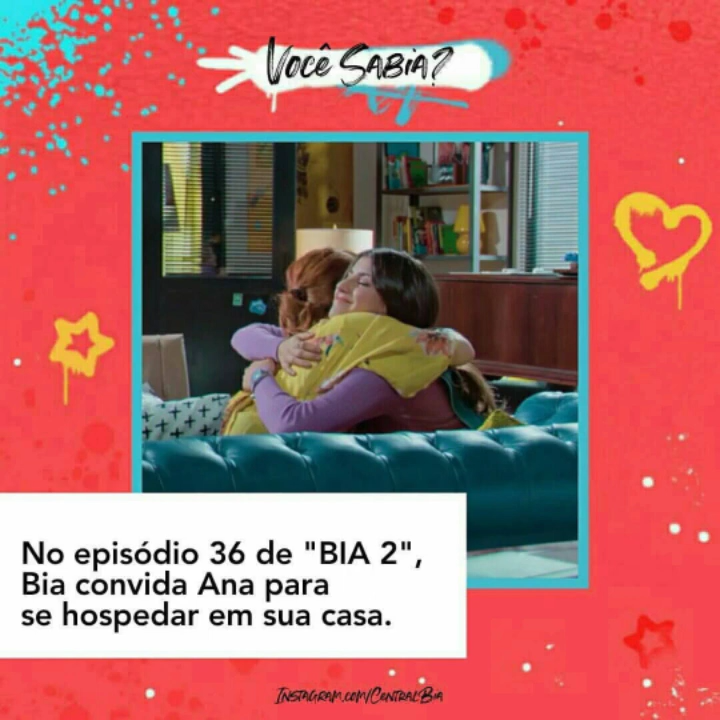 Você Sabia?
No episódio 36 de "BIA 2",
Bia convida Ana para
se hospedar em sua casa.
Instagram.com/CentralBia